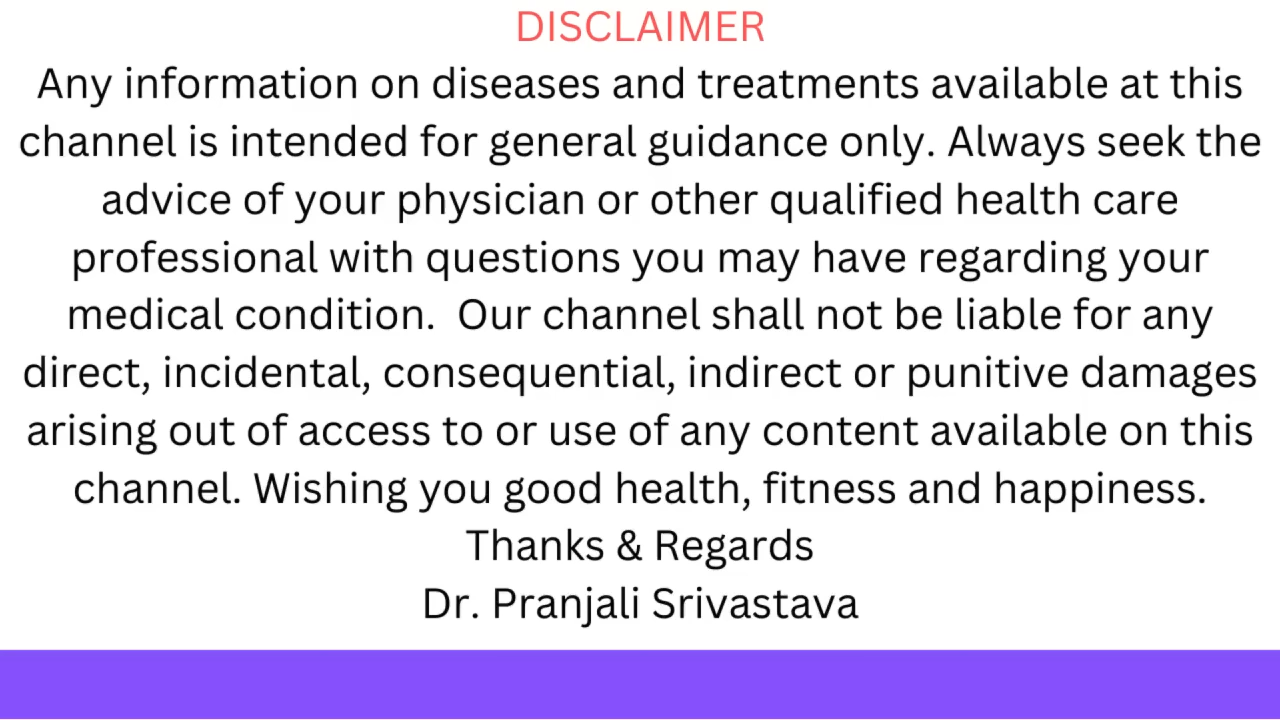 DISCLAIMER
Any information on diseases and treatments available at this
channel is intended for general guidance only. Always seek the
advice of your physician or other qualified health care
professional with questions you may have regarding your
medical condition.  Our channel shall not be liable for any
direct, incidental, consequential, indirect or punitive damages
arising out of access to or use of any content available on this
channel. Wishing you good health, fitness and happiness.
Thanks & Regards
Dr. Pranjali Srivastava